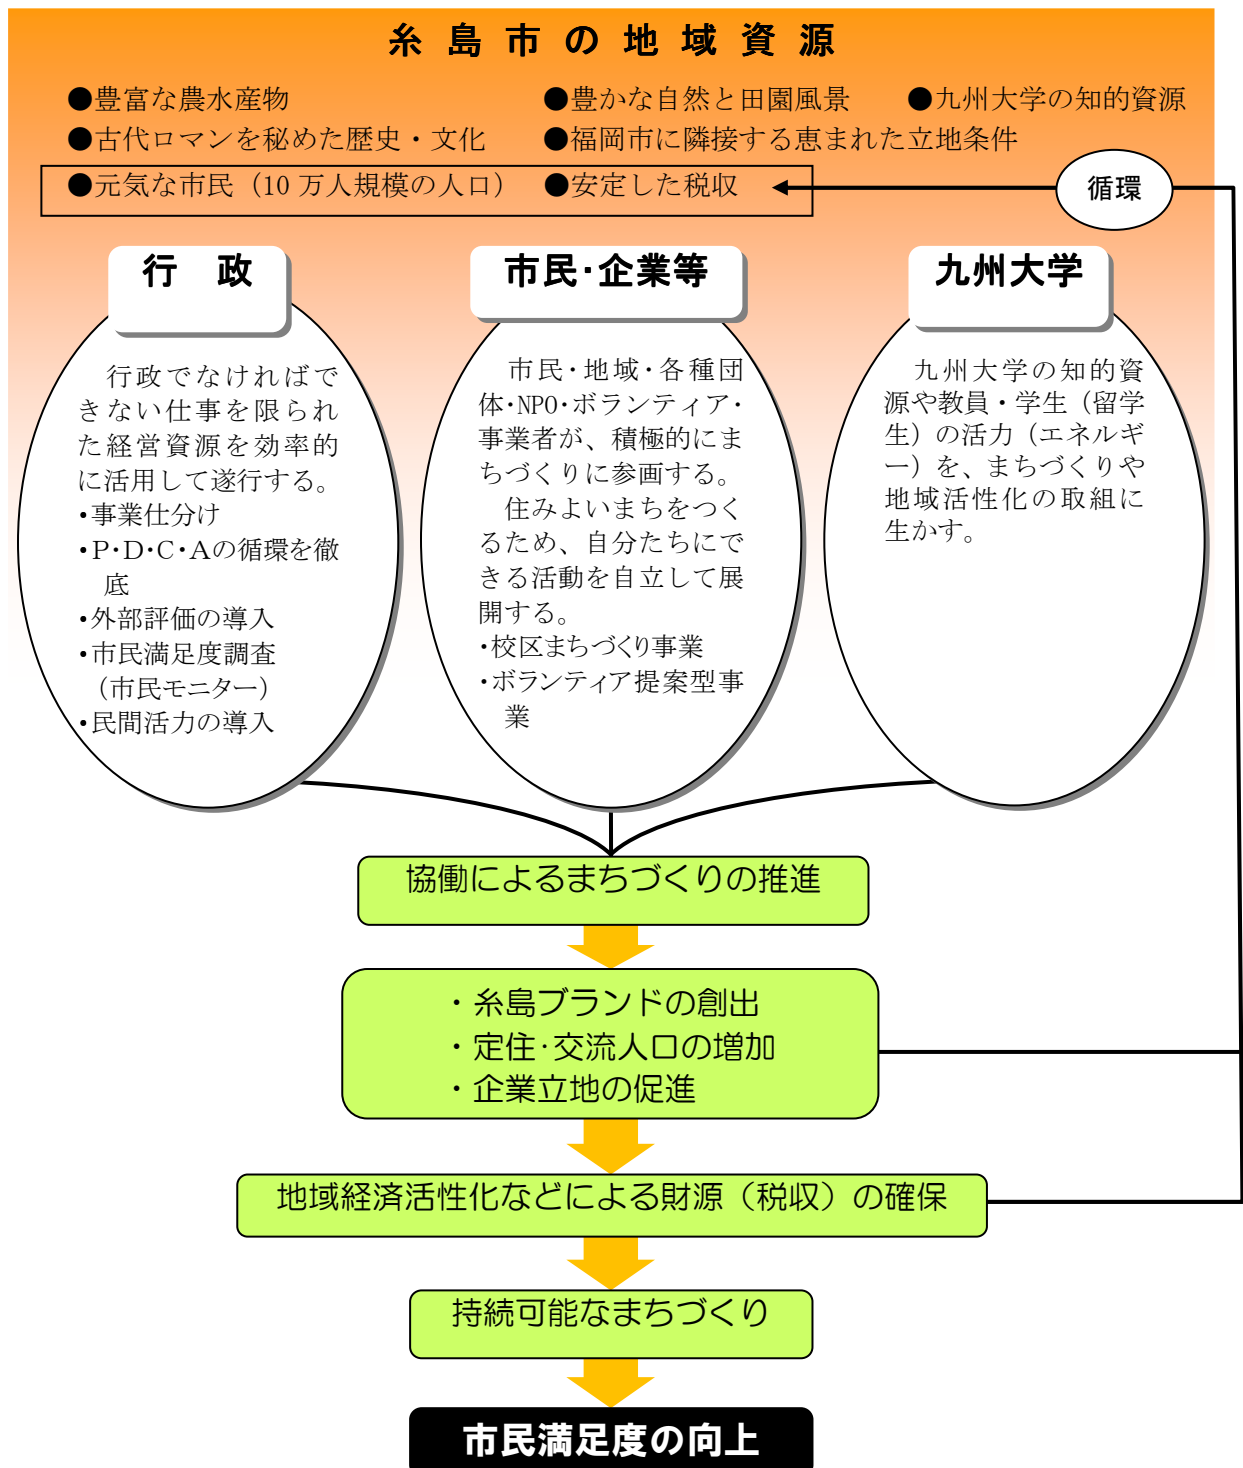 糸島市の地域資源
●豊富な農水産物 ●豊かな自然と田園風景 ●九州大学の知的資源
●古代ロマンを秘めた歴史・文化 ●福岡市に隣接する恵まれた立地条件
●元気な市民（10 万人規模の人口） ●安定した税収
循環
行 政
行政でなければで
きない仕事を限られ
た経営資源を効率的
に活用して遂行する。
・事業仕分け
・P・D・C・Aの循環を徹
底
・外部評価の導入
・市民満足度調査
（市民モニター）
・民間活力の導入
市民・企業等
市民・地域・各種団
体・NPO・ボランティア・
事業者が、積極的にま
ちづくりに参画する。
住みよいまちをつく
るため、自分たちにで
きる活動を自立して展
開する。
・校区まちづくり事業
・ボランティア提案型事
業
九州大学
九州大学の知的資
源や教員・学生（留学
生）の活力（エネルギ
ー）を、まちづくりや
地域活性化の取組に
生かす。
協働によるまちづくりの推進
・糸島ブランドの創出
・定住・交流人口の増加
・企業立地の促進
地域経済活性化などによる財源（税収）の確保
持続可能なまちづくり
市民満足度の向上